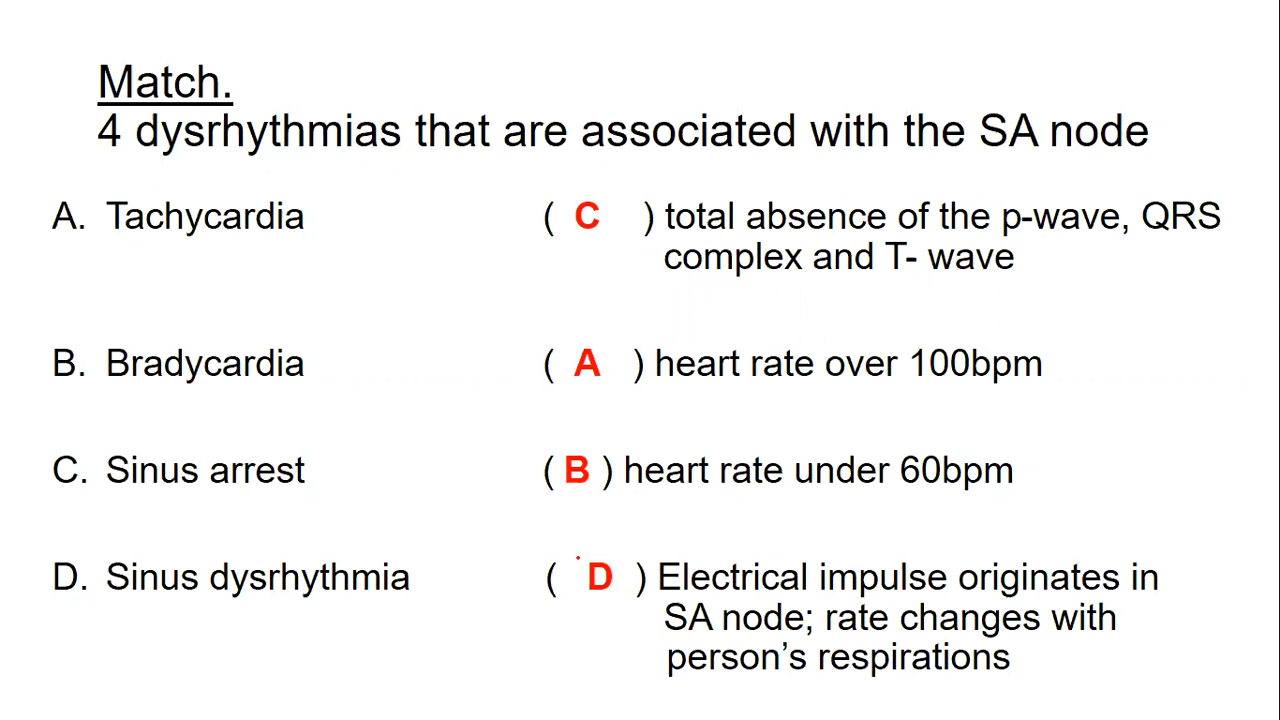 Match.
4 dysrhythmias that are associated with the SA node
A. Tachycardia ( C ) total absence of the p-wave, QRS
complex and T- wave
B. Bradycardia ( A ) heart rate over 100bpm
C. Sinus arrest ( B ) heart rate under 60bpm
D. Sinus dysrhythmia ( D ) Electrical impulse originates in
SA node; rate changes with
person’s respirations